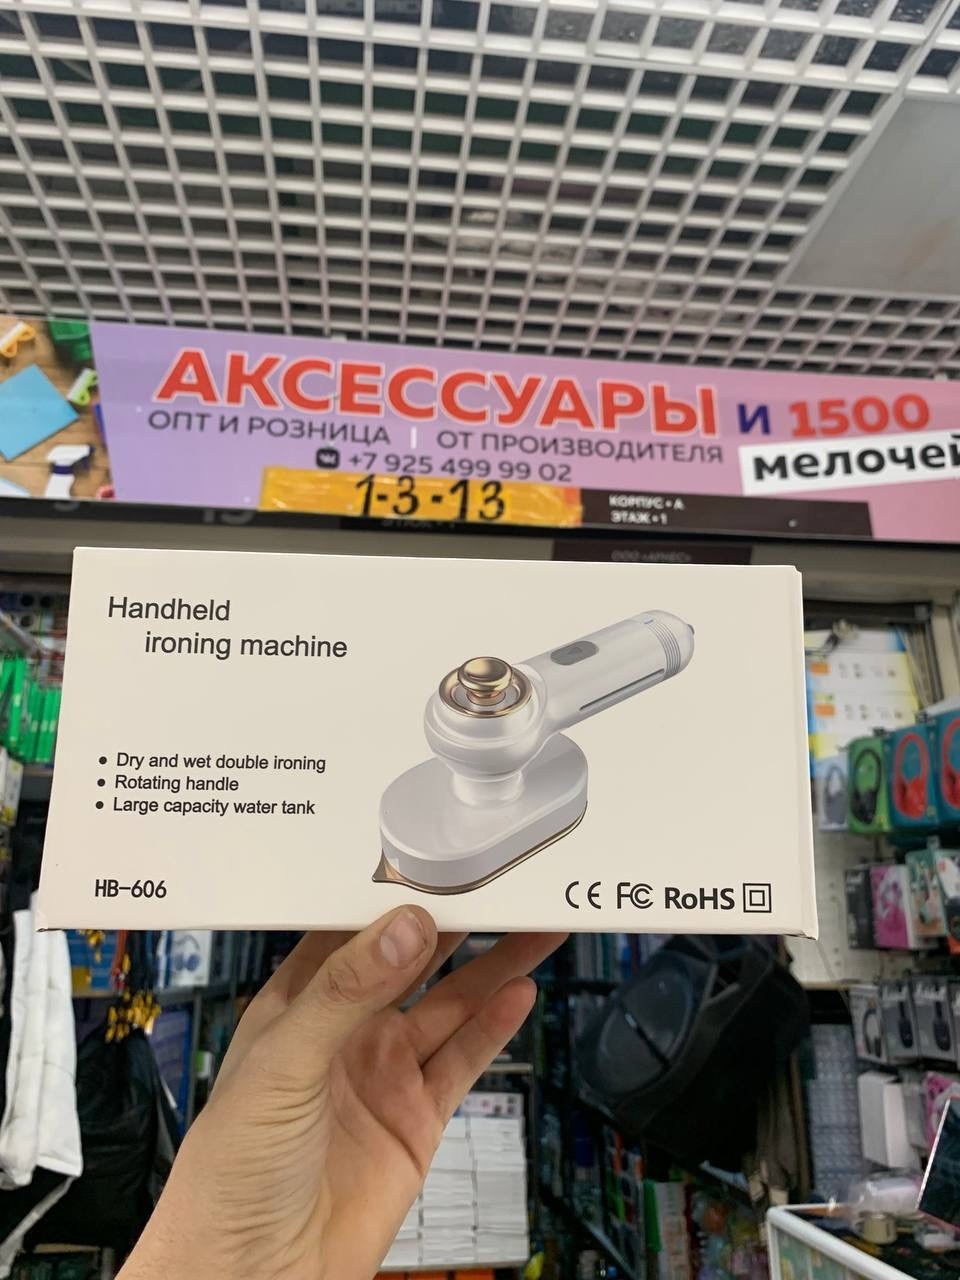 АКСЕССУАРЫ И 1500
мелочей
ОПТ И РОЗНИЦА | ОТ ПРОИЗВОДИТЕЛЯ
+7 925 499 99 02
1-3-13
КОРПУС • А
ЭТАЖ • 1
Handheld
ironing machine
• Dry and wet double ironing
• Rotating handle
• Large capacity water tank
HB-606
CE FC RoHS